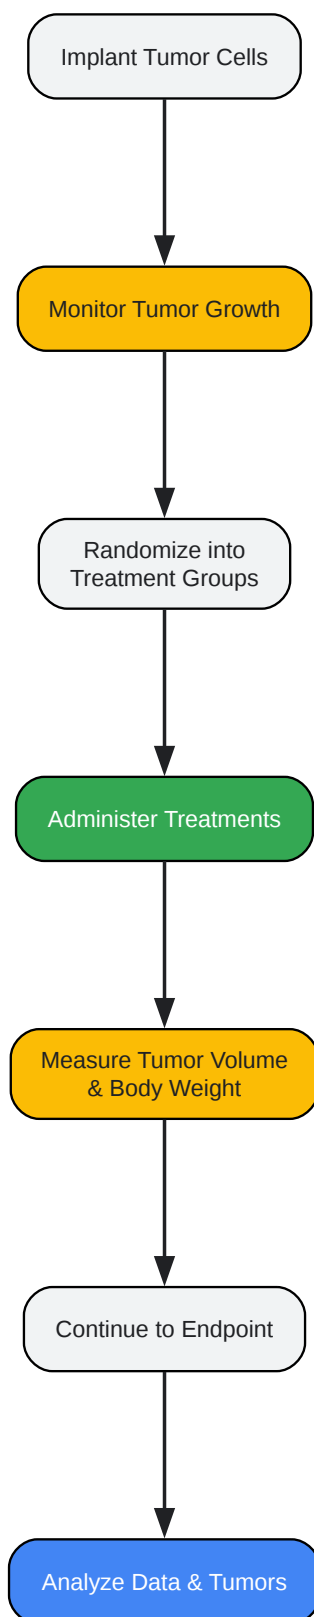 Implant Tumor Cells
Monitor Tumor Growth
Randomize into
Treatment Groups
Administer Treatments
Measure Tumor Volume
& Body Weight
Continue to Endpoint
Analyze Data & Tumors